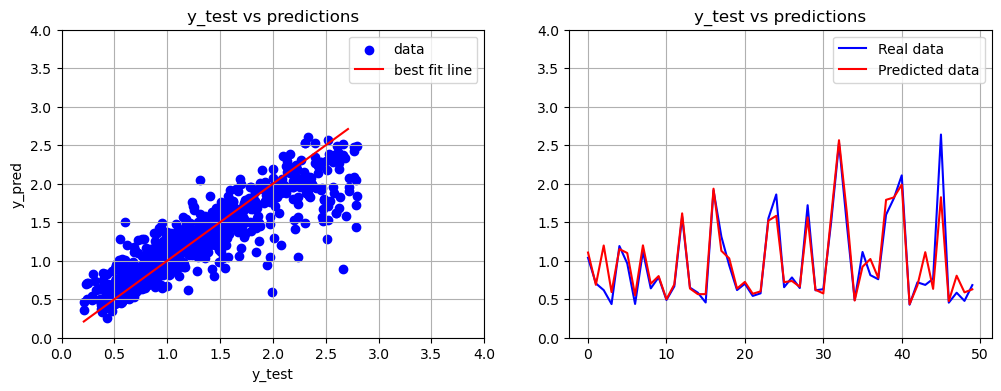 y_test vs predictions
4.0
3.5
3.0
2.5
2.0
1.5
1.0
0.5
0.0
y_pred
data
best fit line
0.0 0.5 1.0 1.5 2.0 2.5 3.0 3.5 4.0
y_test
y_test vs predictions
4.0
3.5
3.0
2.5
2.0
1.5
1.0
0.5
0.0
Real data
Predicted data
0 10 20 30 40 50